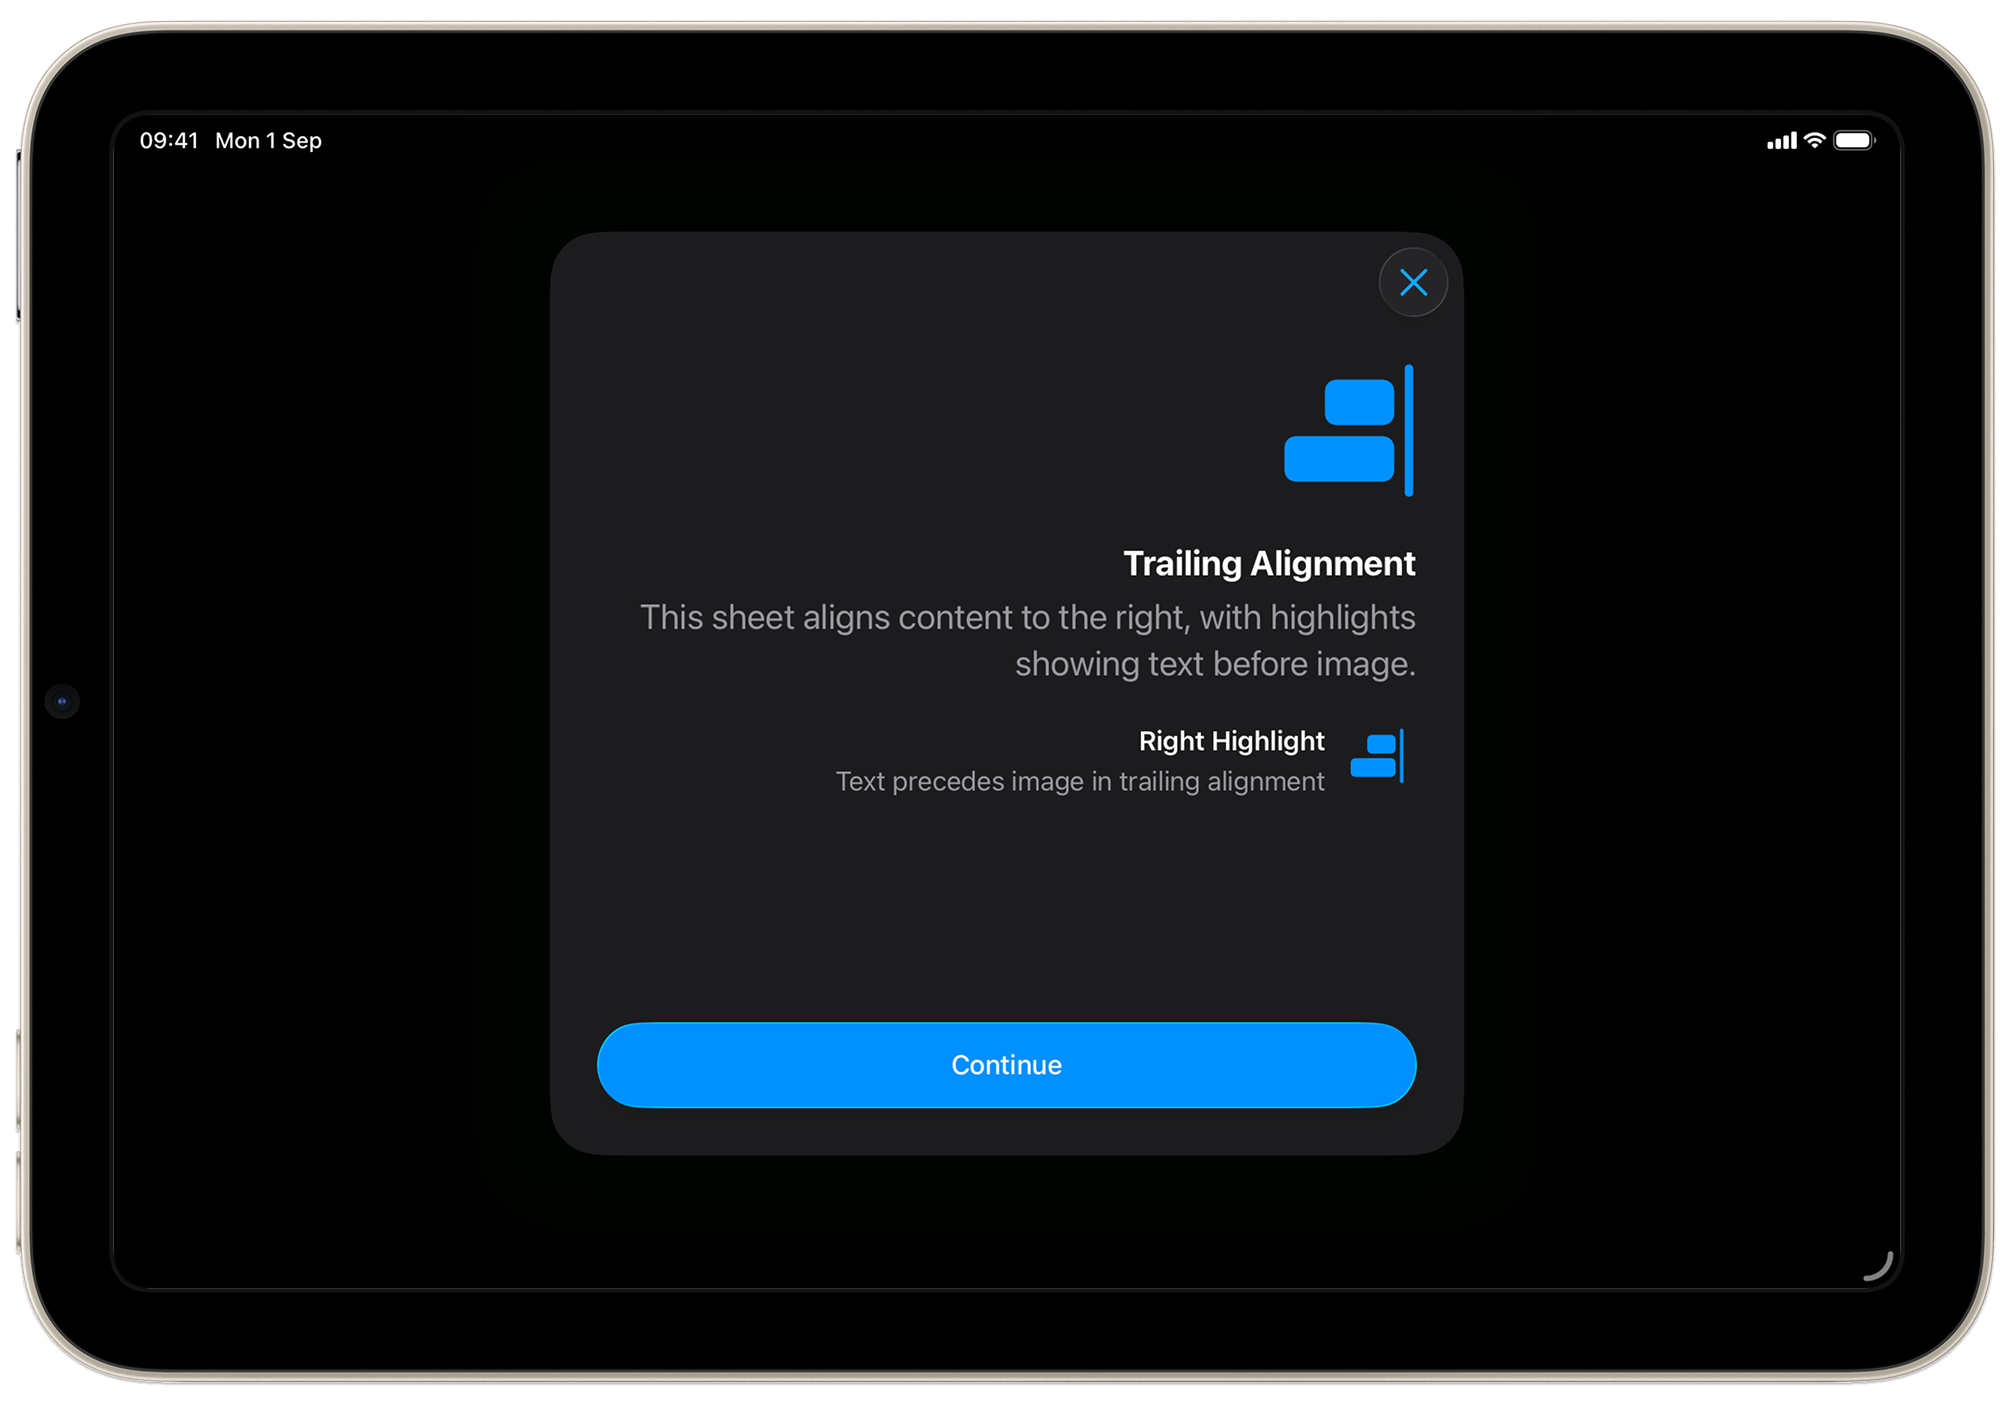 09:41 Mon 1 Sep
Trailing Alignment
This sheet aligns content to the right, with highlights
showing text before image.
Right Highlight
Text precedes image in trailing alignment
Continue